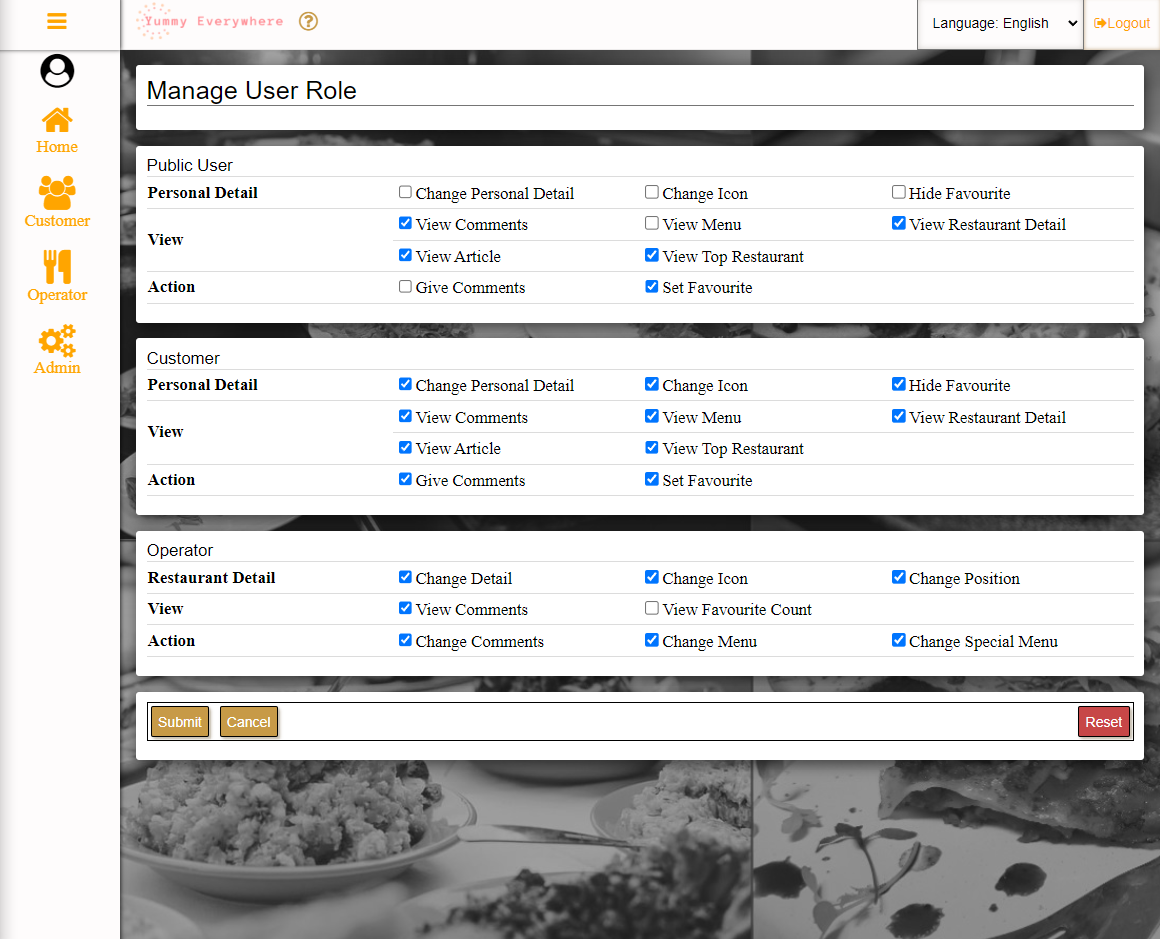 Yummy Everywhere ?
Language: English
Logout
Home
Customer
Operator
Admin
Manage User Role
Public User
Personal Detail Change Personal Detail Change Icon Hide Favourite
View View Comments View Menu View Restaurant Detail
View Article View Top Restaurant
Action Give Comments Set Favourite
Customer
Personal Detail Change Personal Detail Change Icon Hide Favourite
View View Comments View Menu View Restaurant Detail
View Article View Top Restaurant
Action Give Comments Set Favourite
Operator
Restaurant Detail Change Detail Change Icon Change Position
View View Comments View Favourite Count
Action Change Comments Change Menu Change Special Menu
Submit Cancel Reset